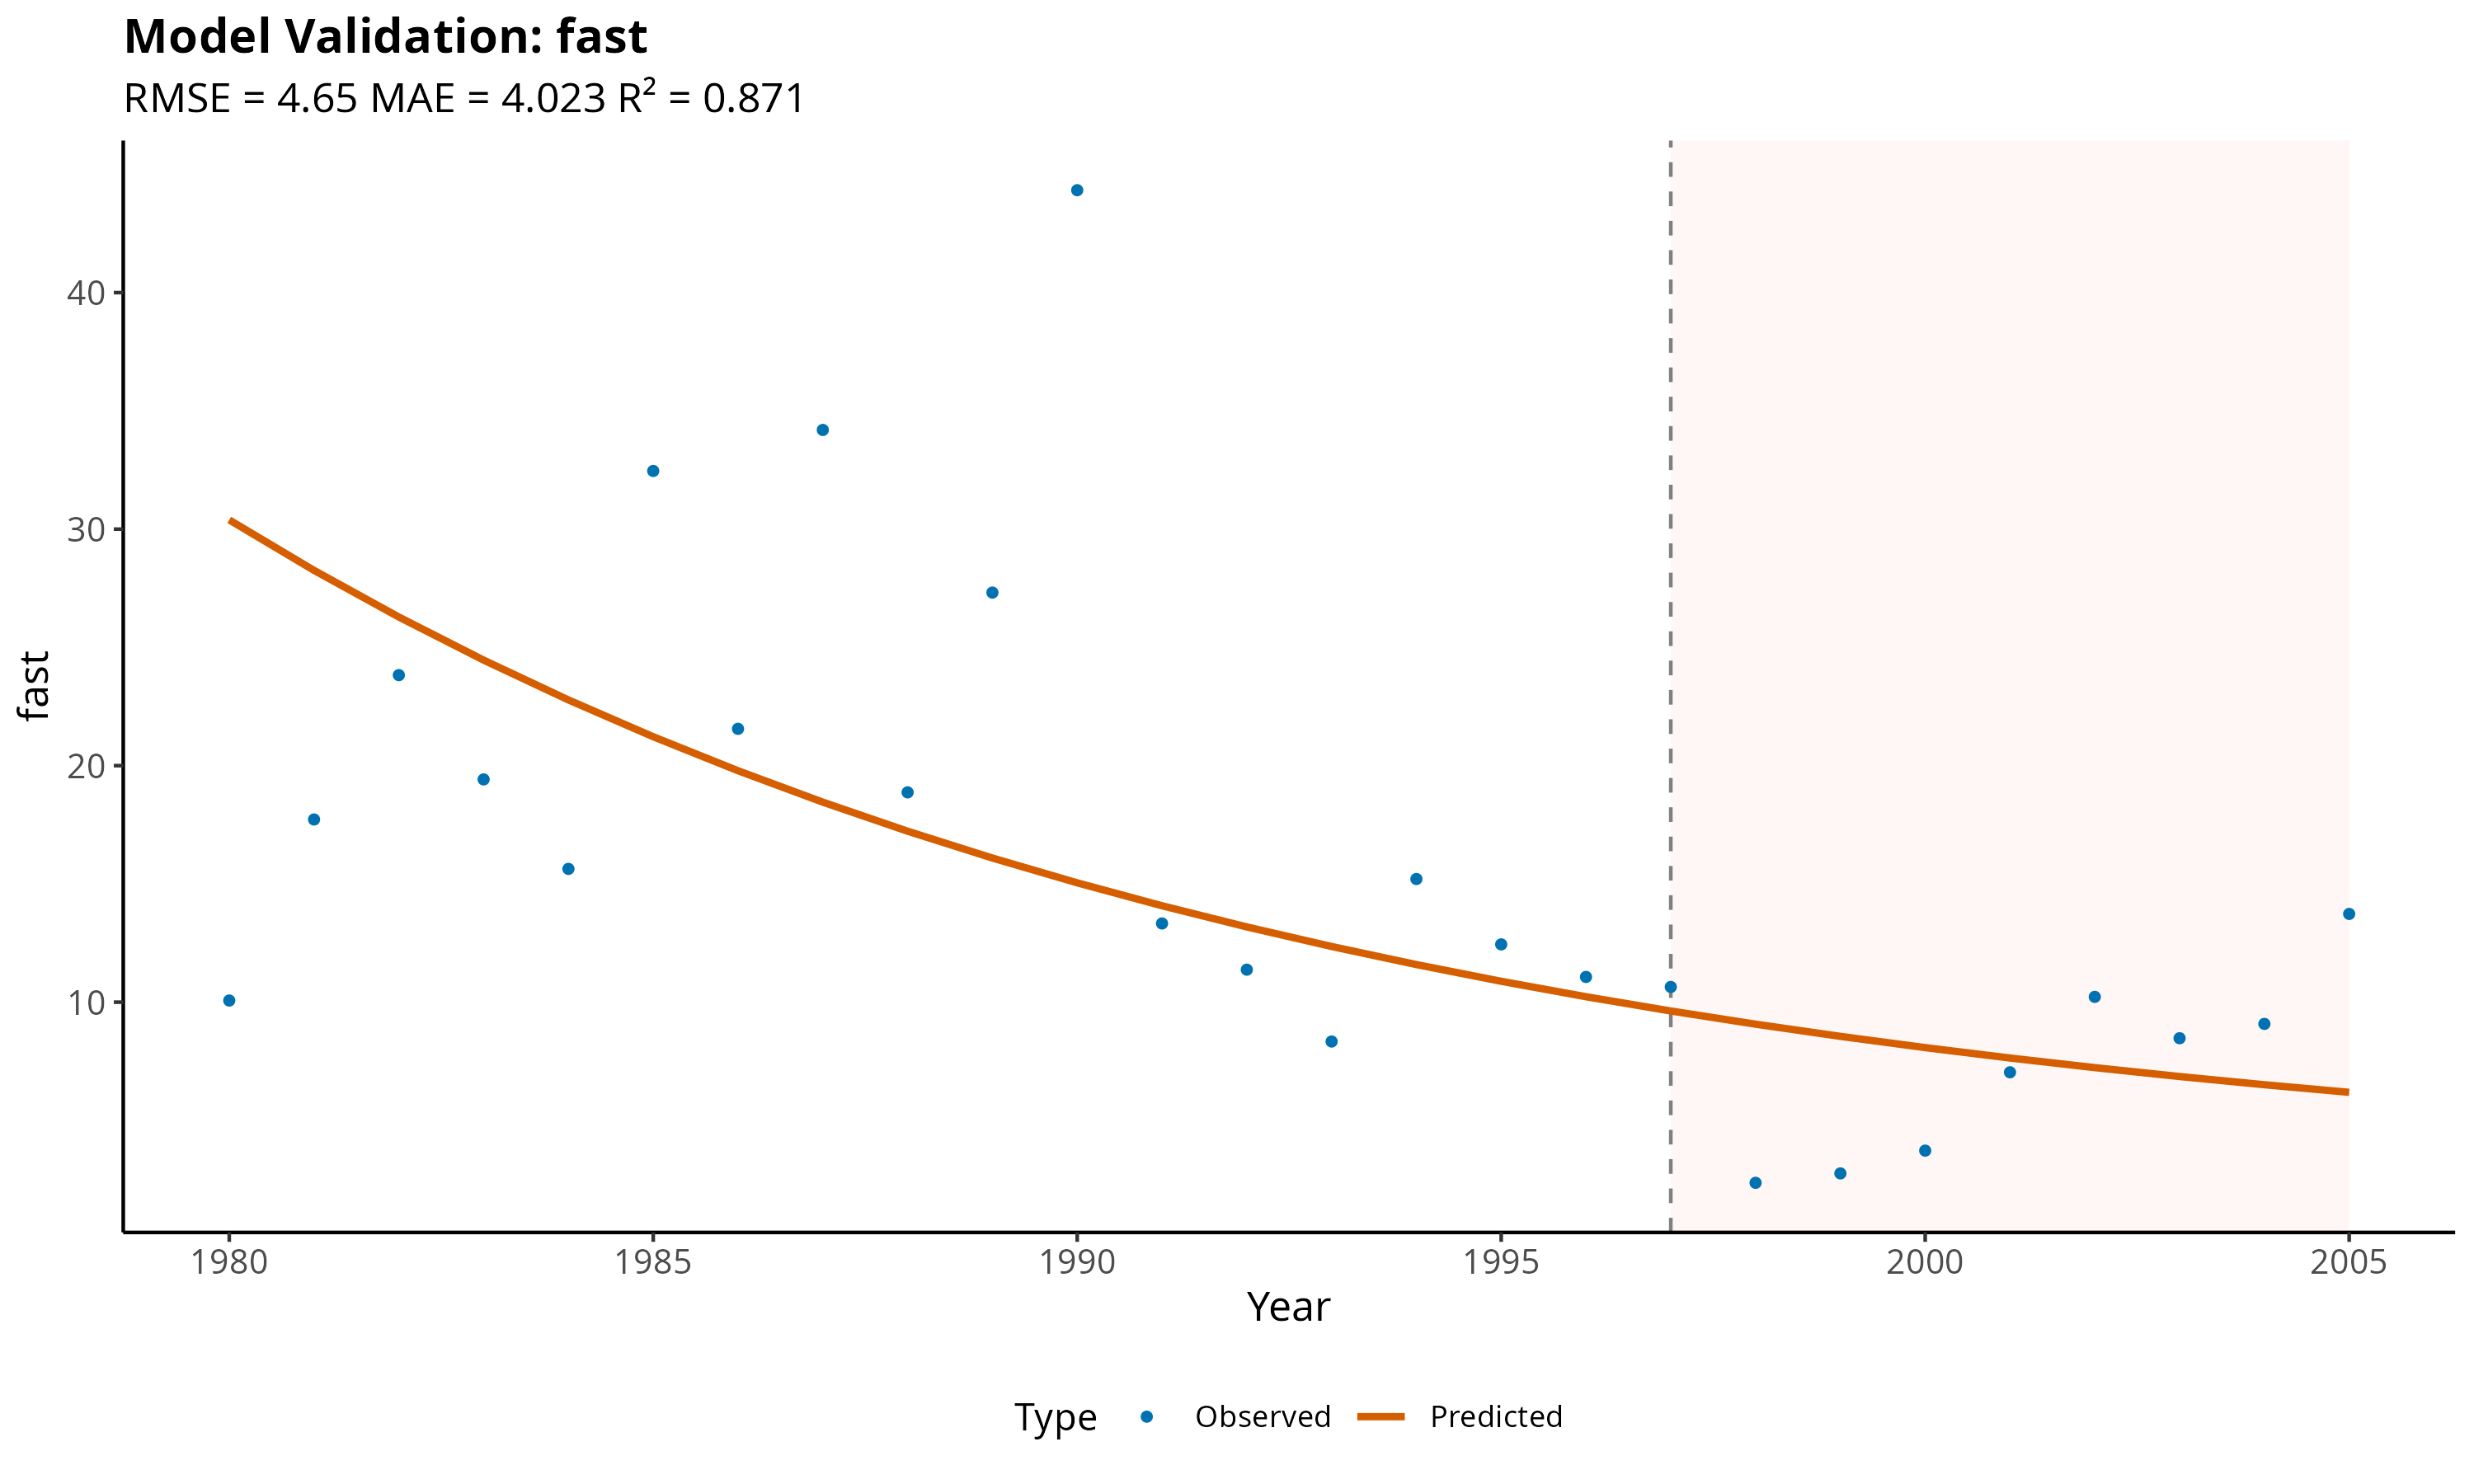 Model Validation: fast
RMSE = 4.65 MAE = 4.023 R² = 0.871
40
30
20
10
fast
1980 1985 1990 1995 2000 2005
Year
Type Observed Predicted